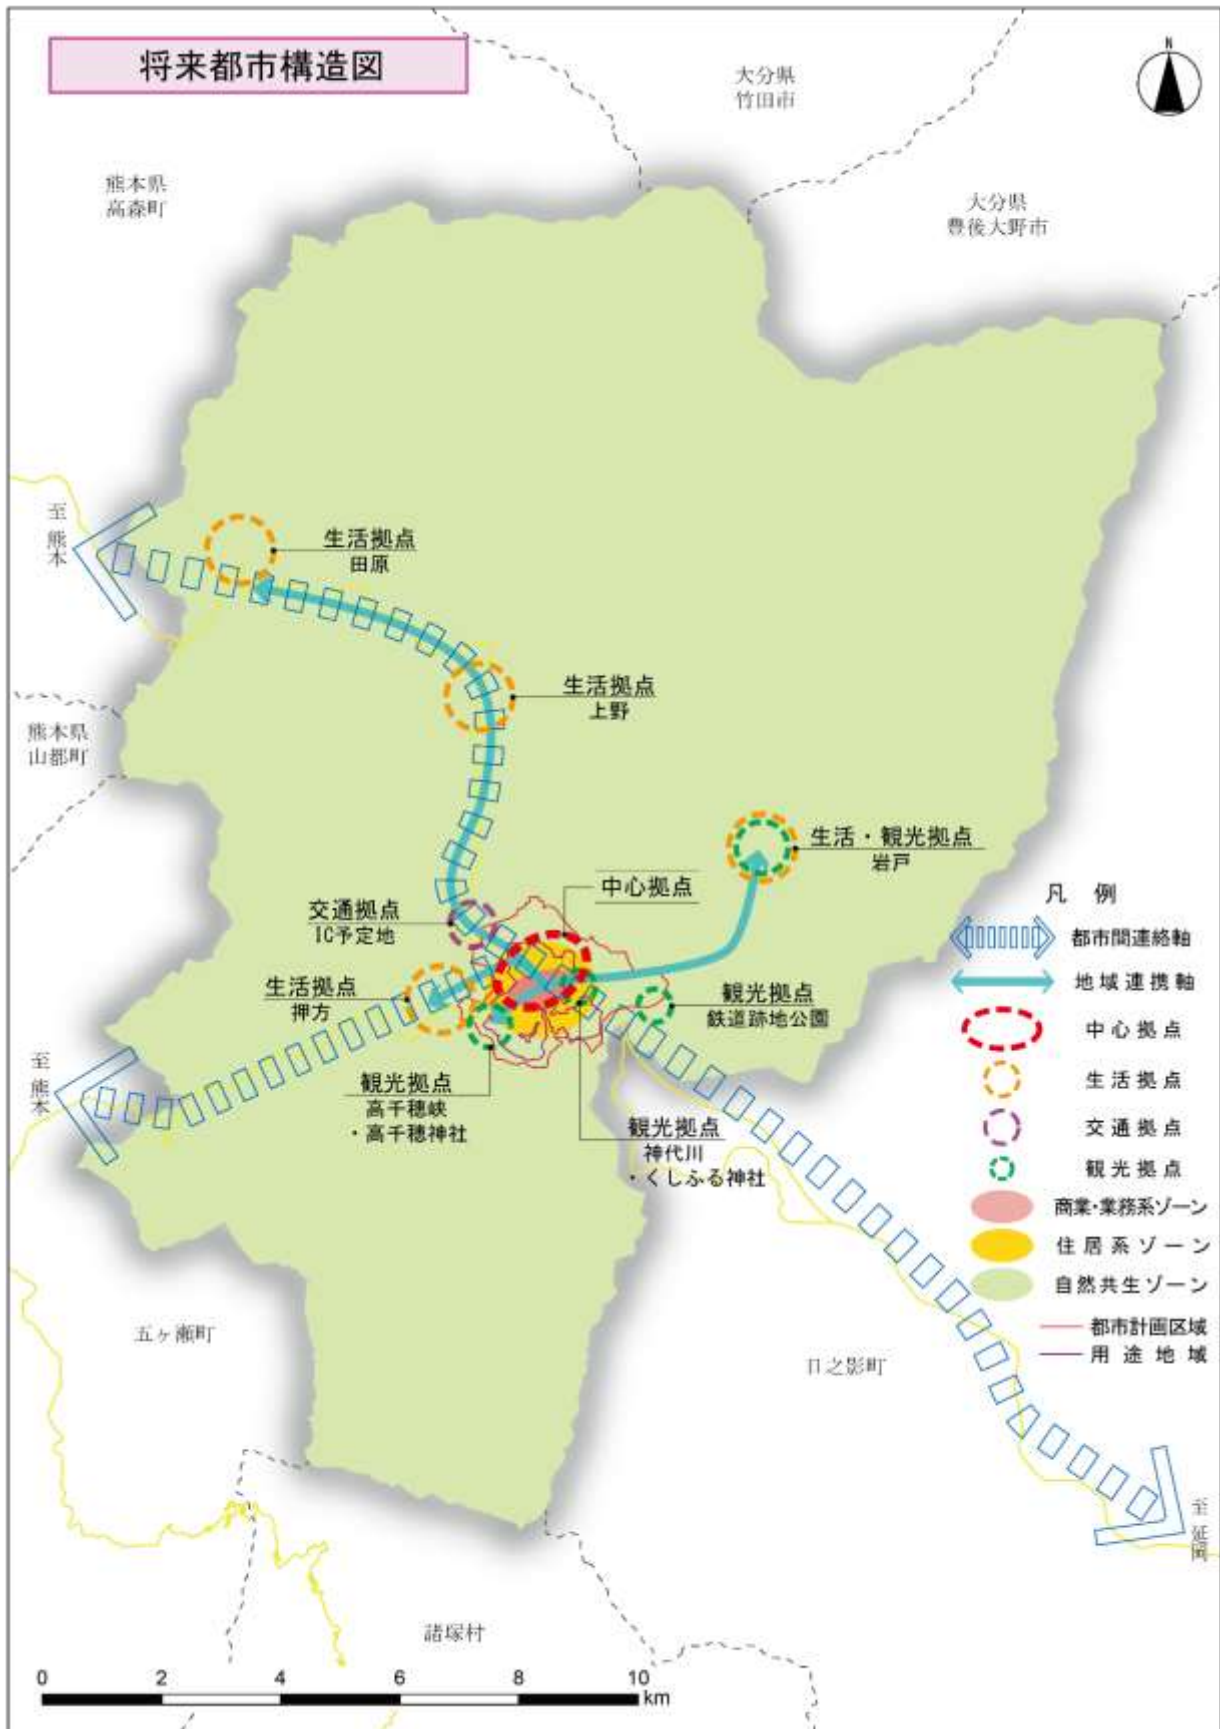 将来都市構造図
N
大分県
竹田市
熊本県
高森町
大分県
豊後大野市
至 熊本
生活拠点
田原
生活拠点
上野
熊本県
山都町
生活・観光拠点
岩戸
中心拠点
交通拠点
IC予定地
生活拠点
押方
観光拠点
鉄道跡地公園
至 熊本
観光拠点
高千穂峡
・高千穂神社
観光拠点
神代川
・くしふる神社
凡 例
都市間連絡軸
地域連携軸
中心拠点
生活拠点
交通拠点
観光拠点
商業・業務系ゾーン
住居系ゾーン
自然共生ゾーン
都市計画区域
用途地域
五ヶ瀬町
日之影町
至 延岡
諸塚村
0 2 4 6 8 10
km